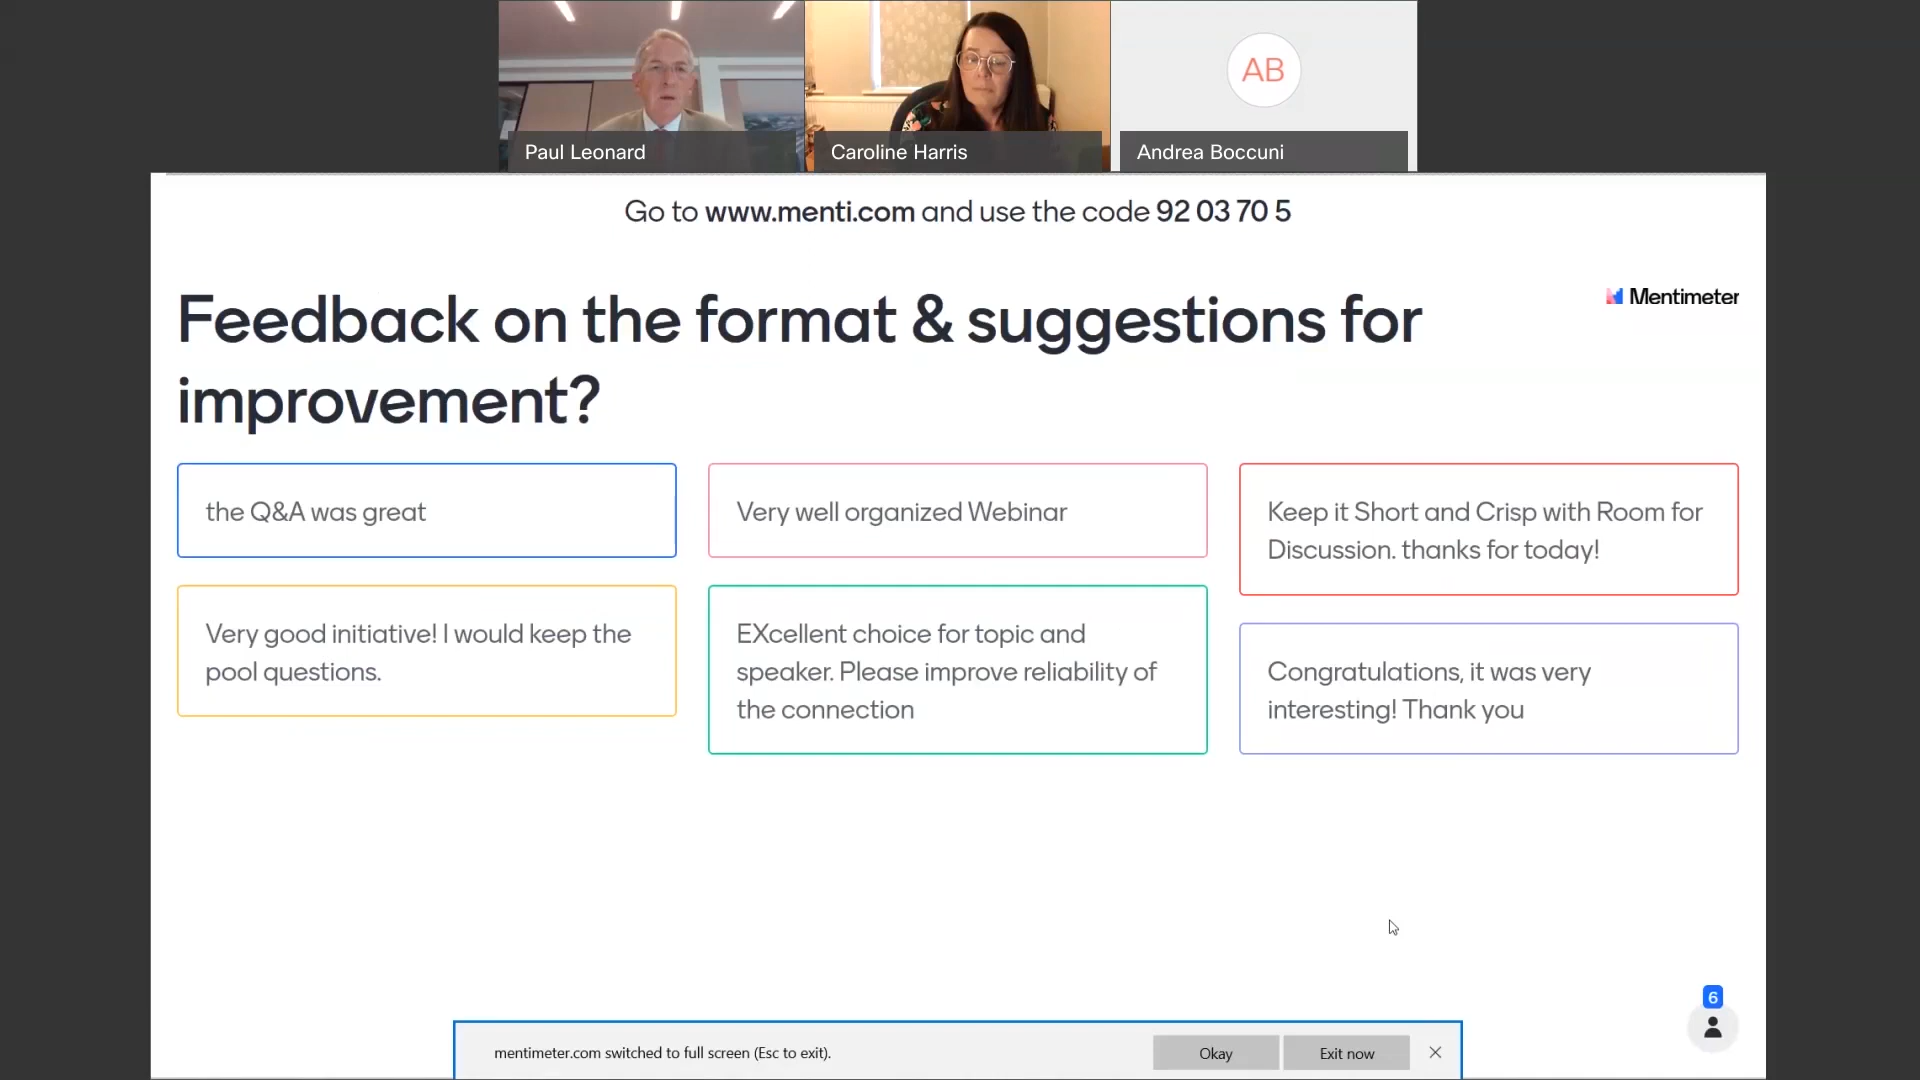 AB
Paul Leonard
Caroline Harris
Andrea Boccuni
Go to www.menti.com and use the code 92 03 70 5
Feedback on the format & suggestions for
improvement?
Mentimeter
the Q&A was great
Very good initiative! I would keep the
pool questions.
Very well organized Webinar
EXcellent choice for topic and
speaker. Please improve reliability of
the connection
Keep it Short and Crisp with Room for
Discussion. thanks for today!
Congratulations, it was very
interesting! Thank you
6
mentimeter.com switched to full screen (Esc to exit).
Okay
Exit now